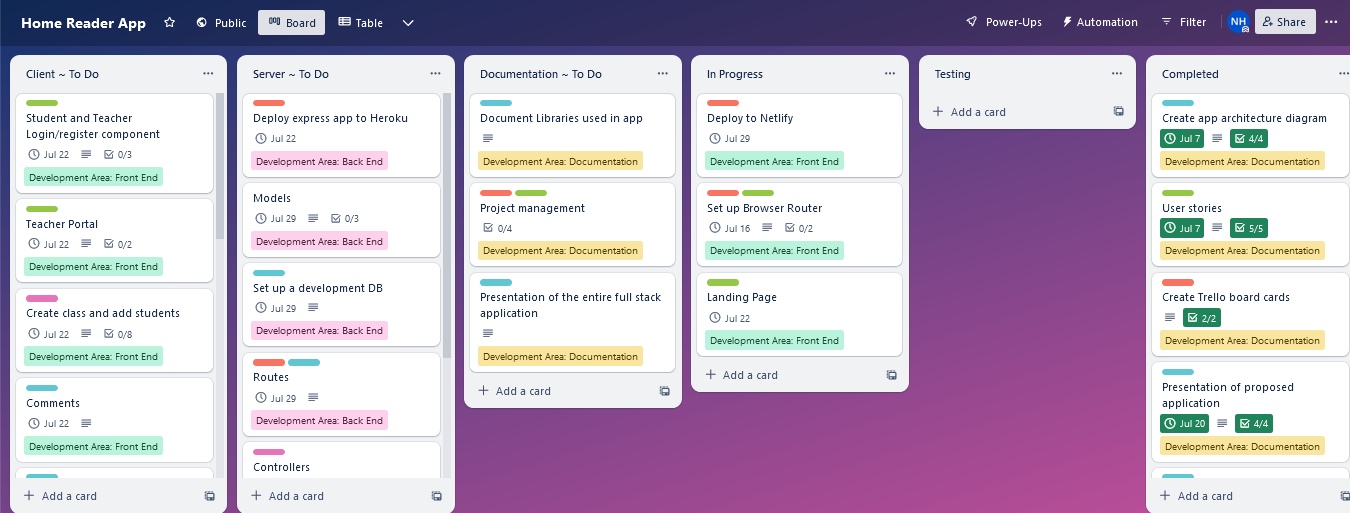 Home Reader App Public Board Table Power-Ups Automation Filter NH Share
Client ~ To Do
Student and Teacher
Login/register component
Jul 22 0/3
Development Area: Front End
Teacher Portal
Jul 22 0/2
Development Area: Front End
Create class and add students
Jul 22 0/8
Development Area: Front End
Comments
Jul 22
Development Area: Front End
+ Add a card
Server ~ To Do
Deploy express app to Heroku
Jul 22
Development Area: Back End
Models
Jul 29 0/3
Development Area: Back End
Set up a development DB
Jul 29
Development Area: Back End
Routes
Jul 29
Development Area: Back End
Controllers
+ Add a card
Documentation ~ To Do
Document Libraries used in app
Development Area: Documentation
Project management
0/4
Development Area: Documentation
Presentation of the entire full stack
application
Development Area: Documentation
+ Add a card
In Progress
Deploy to Netlify
Jul 29
Development Area: Front End
Set up Browser Router
Jul 16 0/2
Development Area: Front End
Landing Page
Jul 22
Development Area: Front End
+ Add a card
Testing
+ Add a card
Completed
Create app architecture diagram
Jul 7 4/4
Development Area: Documentation
User stories
Jul 7 5/5
Development Area: Documentation
Create Trello board cards
2/2
Development Area: Documentation
Presentation of proposed
application
Jul 20 4/4
Development Area: Documentation
+ Add a card